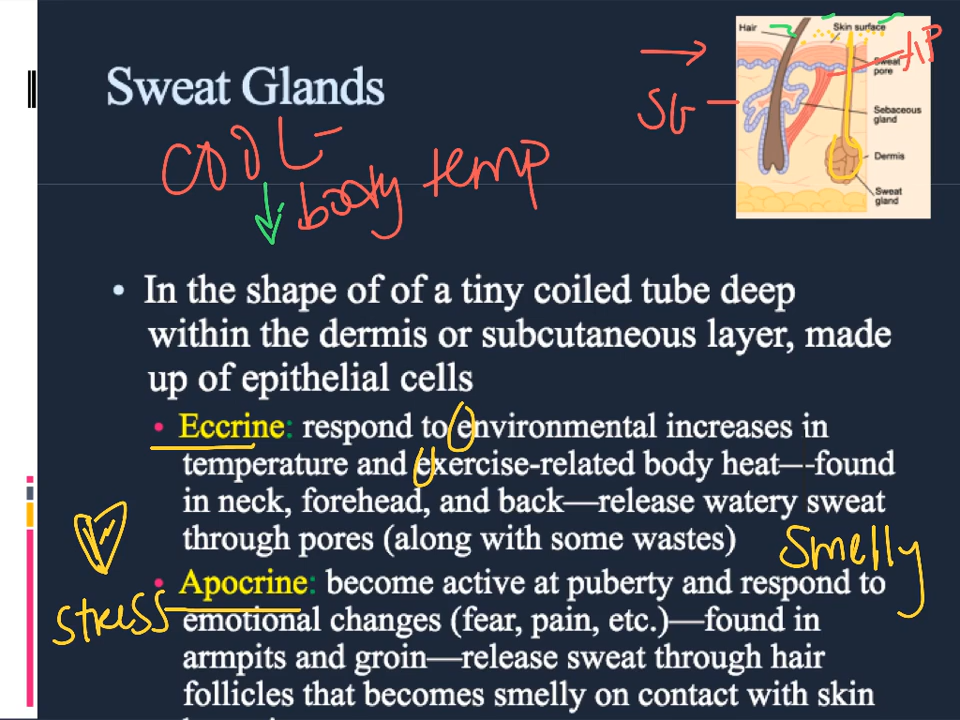 Hair
Skin surface
AP
Sweat
pore
Sweat Glands
SG
Sebaceous
gland
COOL
body temp
Dermis
Sweat
gland
• In the shape of of a tiny coiled tube deep
within the dermis or subcutaneous layer, made
up of epithelial cells
• Eccrine: respond to environmental increases in
temperature and exercise-related body heat—found
in neck, forehead, and back—release watery sweat
through pores (along with some wastes)
smelly
• Apocrine: become active at puberty and respond to
stress
emotional changes (fear, pain, etc.)—found in
armpits and groin—release sweat through hair
follicles that becomes smelly on contact with skin